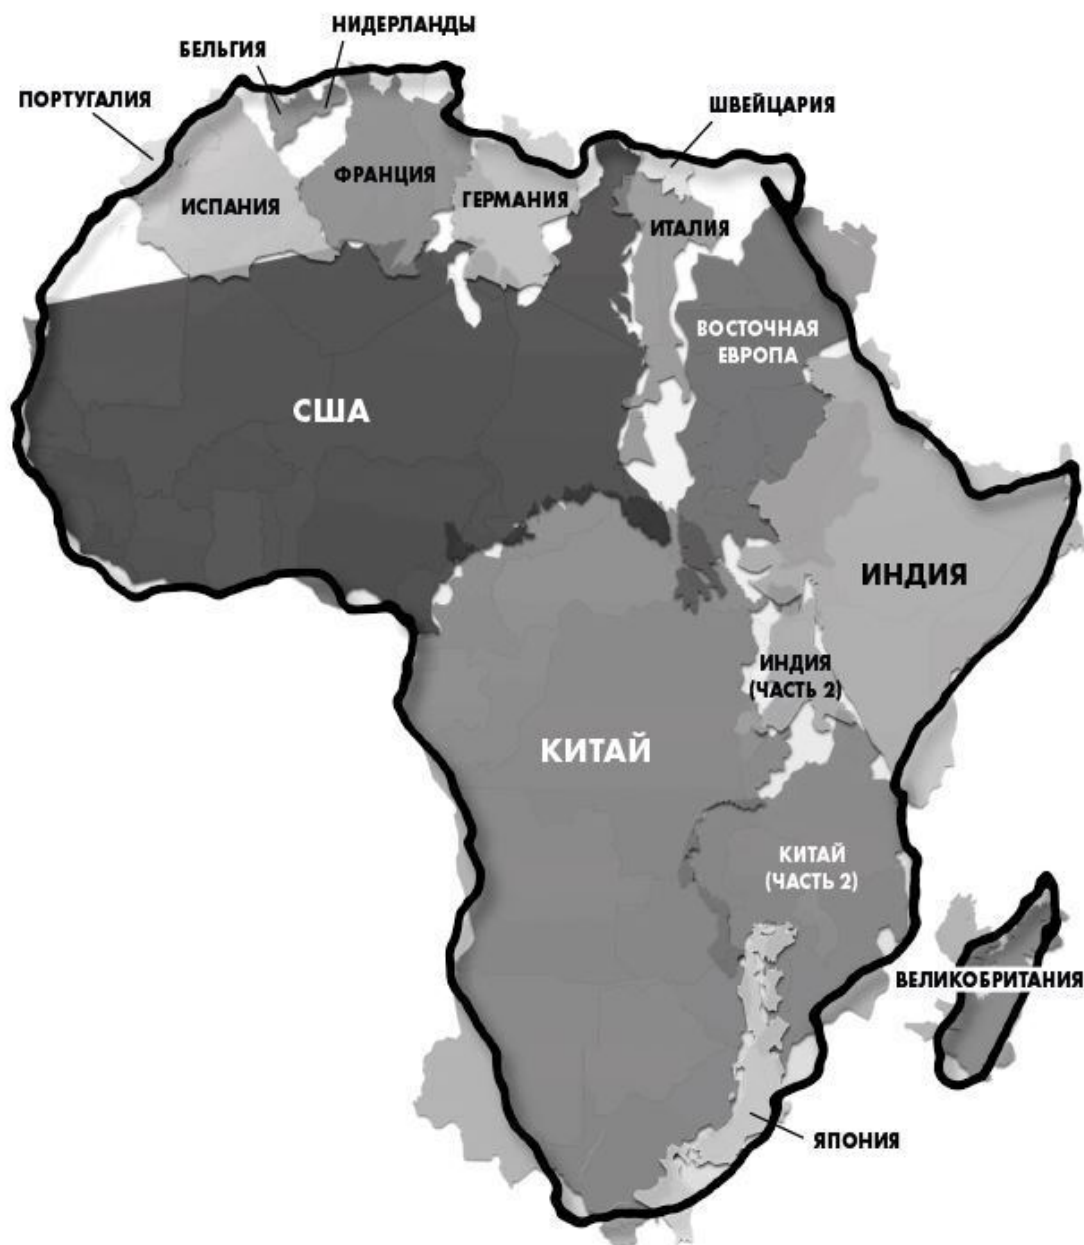 НИДЕРЛАНДЫ
БЕЛЬГИЯ
ПОРТУГАЛИЯ
ШВЕЙЦАРИЯ
ФРАНЦИЯ
ИСПАНИЯ
ГЕРМАНИЯ
ИТАЛИЯ
ВОСТОЧНАЯ
ЕВРОПА
США
ИНДИЯ
ИНДИЯ
(ЧАСТЬ 2)
КИТАЙ
КИТАЙ
(ЧАСТЬ 2)
ВЕЛИКОБРИТАНИЯ
ЯПОНИЯ